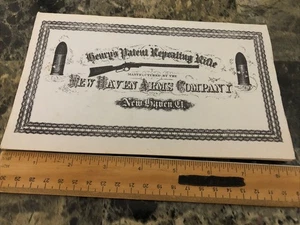 Henry's Patent Repeating Rifle
MANUFACTURED BY THE
NEW HAVEN ARMS COMPANY
New Haven Ct.